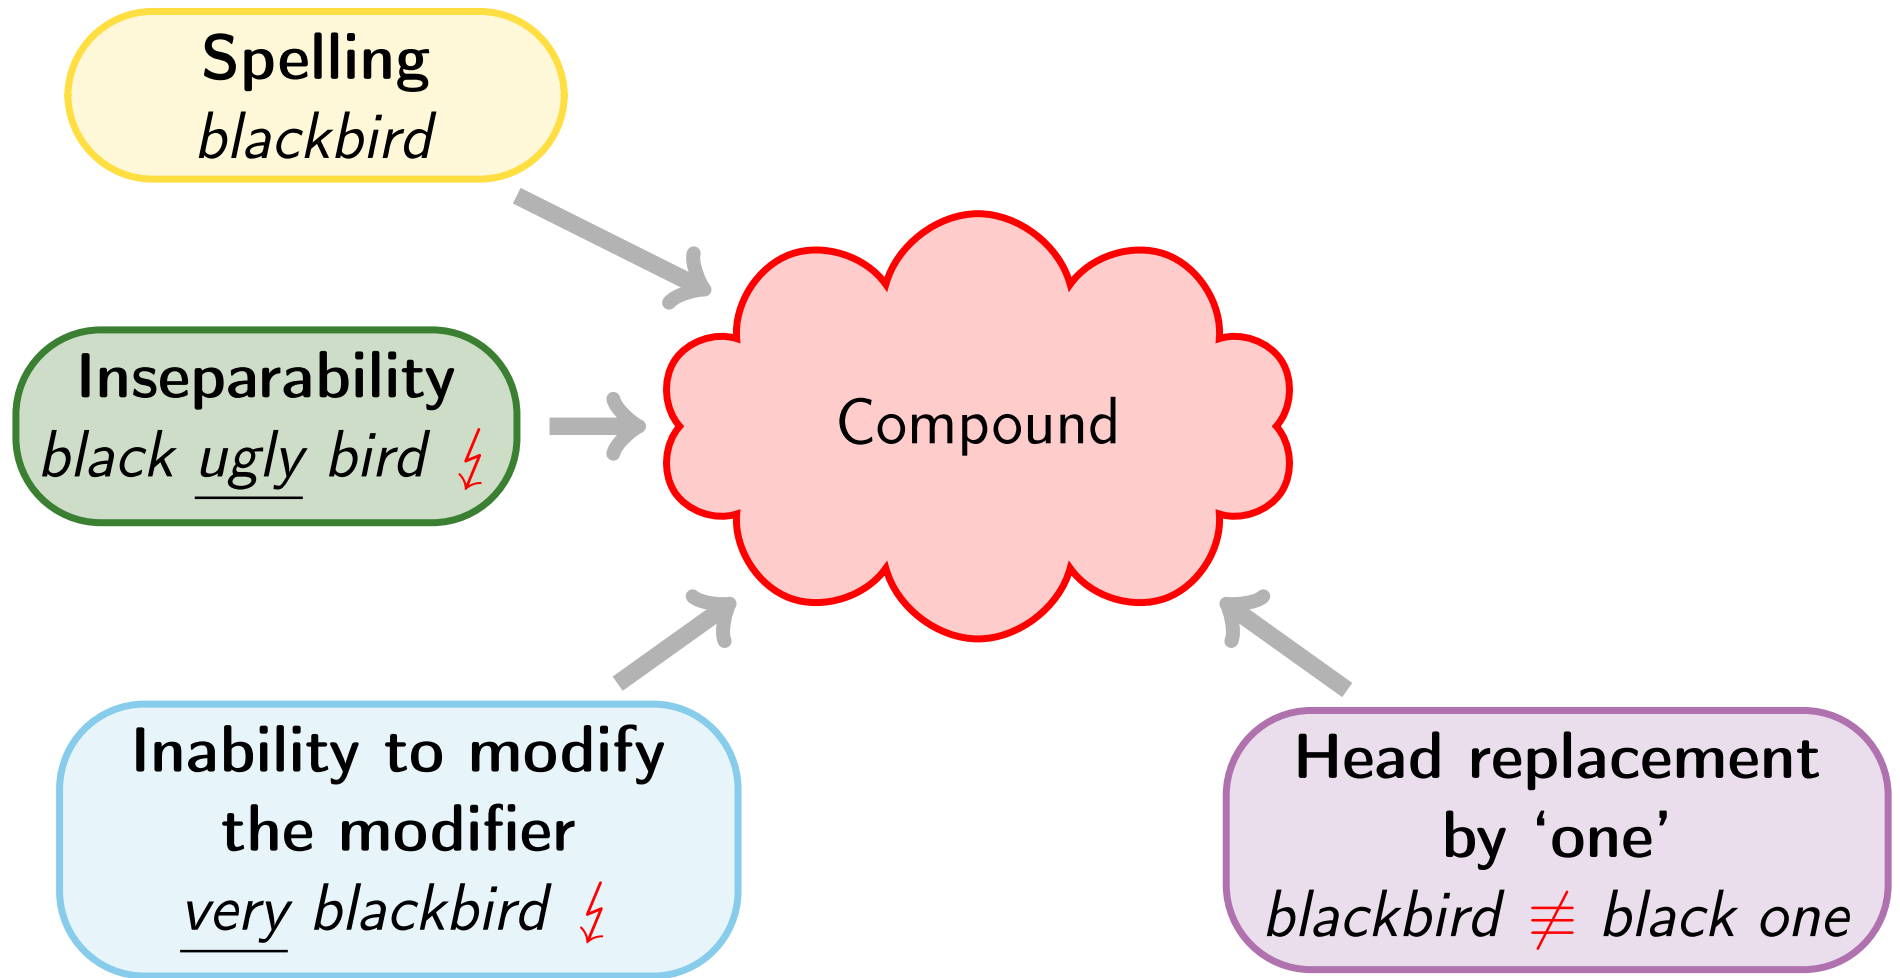 Spelling
blackbird
Inseparability
black ugly bird ↯
Compound
Inability to modify
the modifier
very blackbird ↯
Head replacement
by ‘one’
blackbird ≢ black one